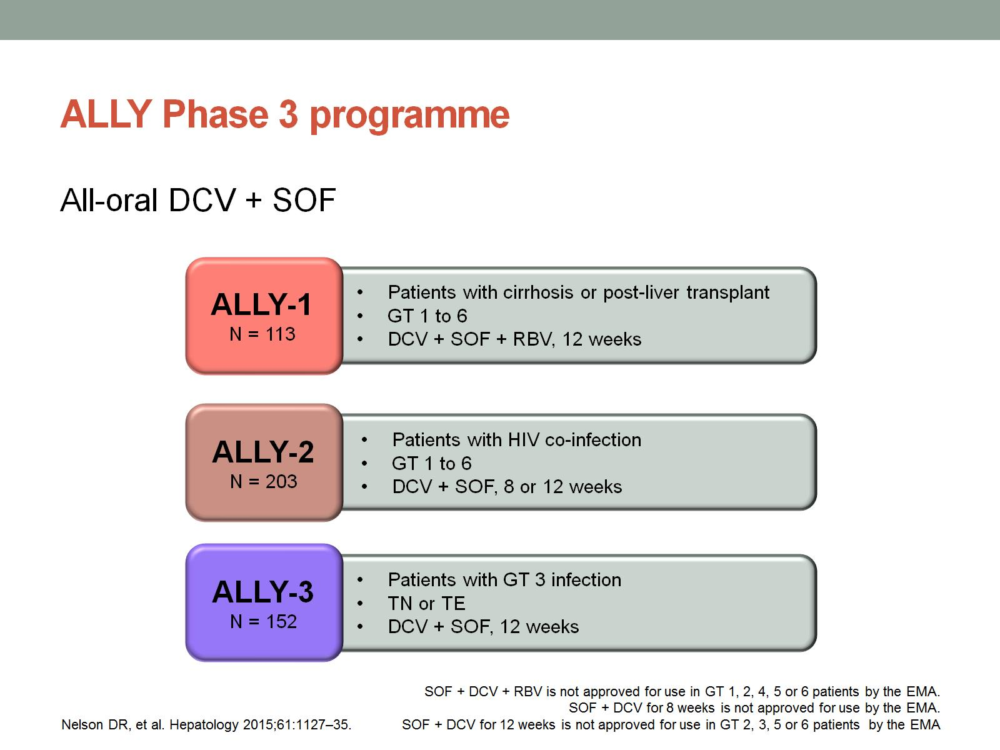 ALLY Phase 3 programme
All-oral DCV + SOF
ALLY-1
N = 113
• Patients with cirrhosis or post-liver transplant
• GT 1 to 6
• DCV + SOF + RBV, 12 weeks
ALLY-2
N = 203
• Patients with HIV co-infection
• GT 1 to 6
• DCV + SOF, 8 or 12 weeks
ALLY-3
N = 152
• Patients with GT 3 infection
• TN or TE
• DCV + SOF, 12 weeks
SOF + DCV + RBV is not approved for use in GT 1, 2, 4, 5 or 6 patients by the EMA.
SOF + DCV for 8 weeks is not approved for use by the EMA.
Nelson DR, et al. Hepatology 2015;61:1127–35.
SOF + DCV for 12 weeks is not approved for use in GT 2, 3, 5 or 6 patients by the EMA